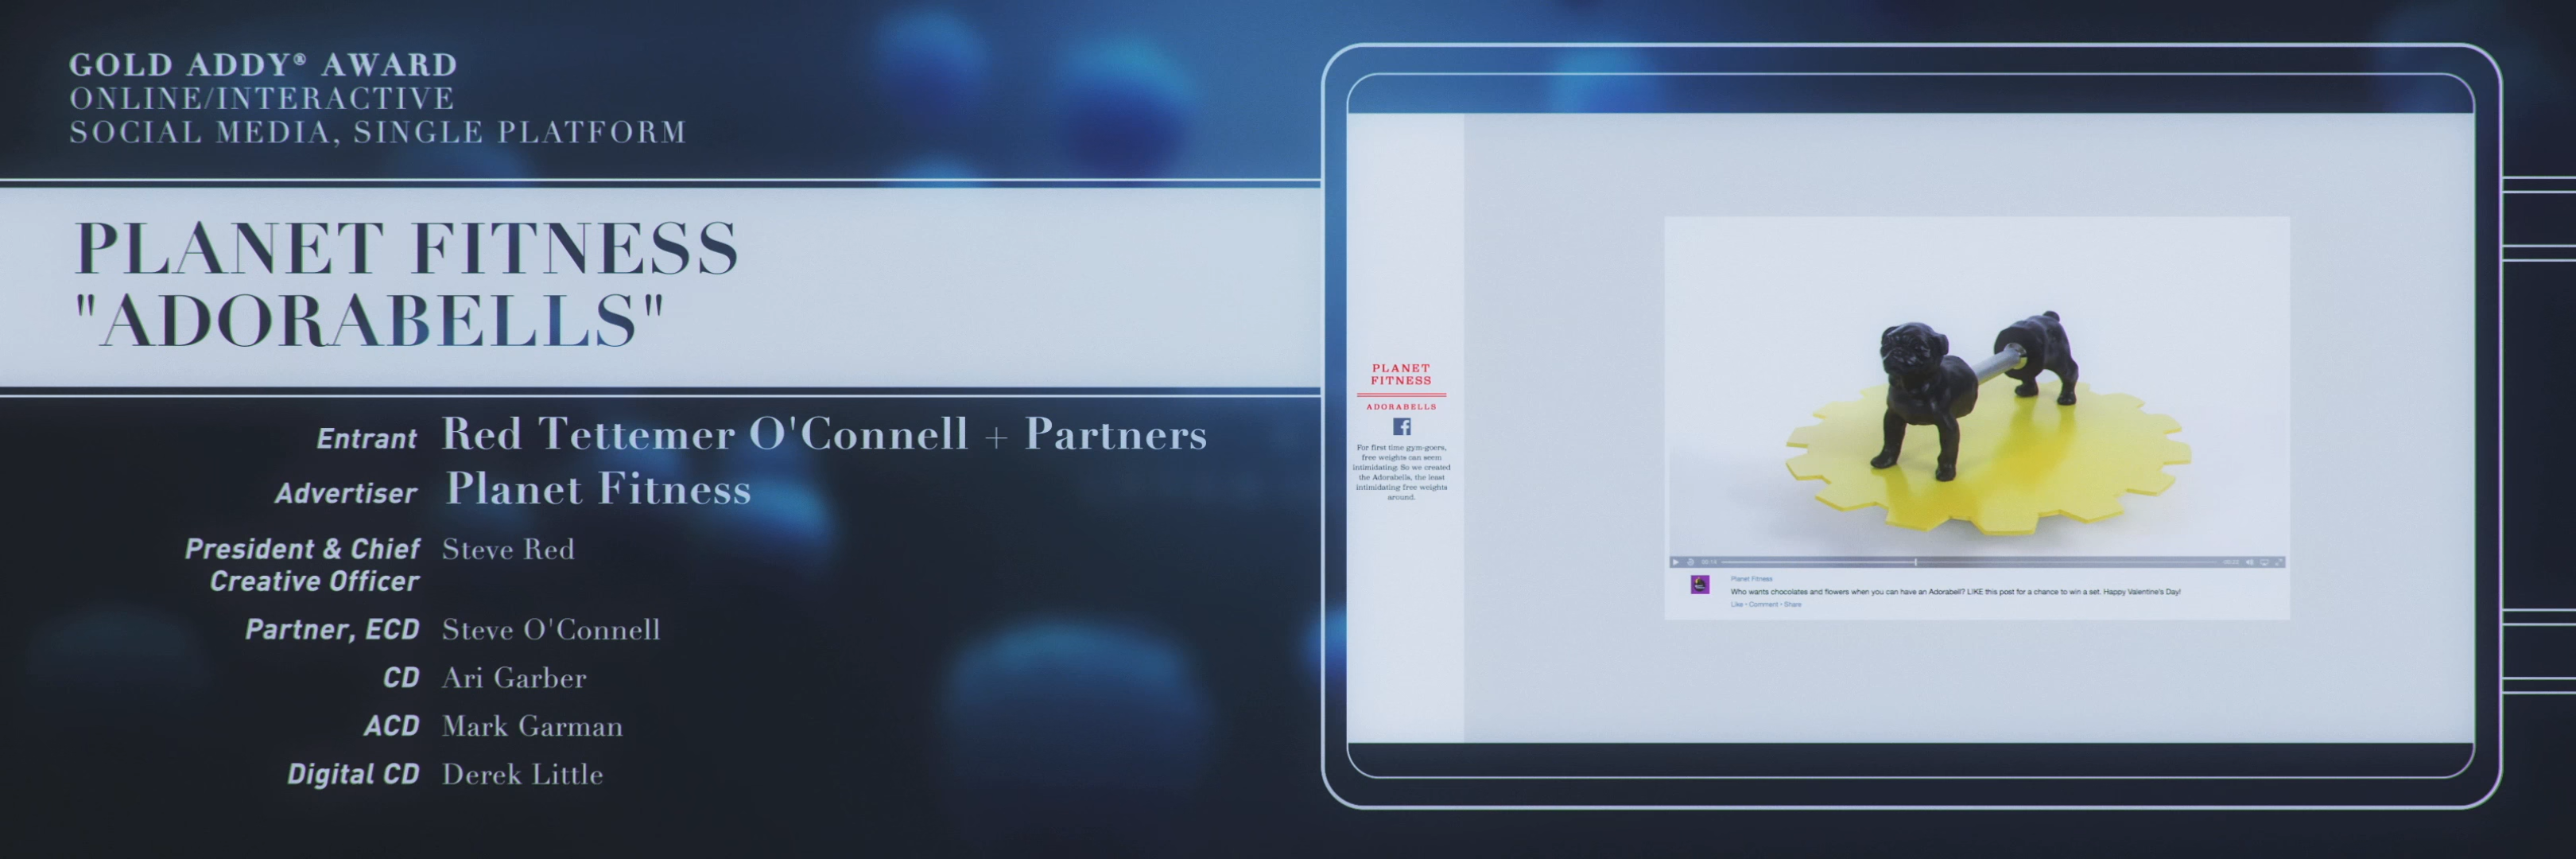 GOLD ADDY® AWARD
ONLINE/INTERACTIVE
SOCIAL MEDIA, SINGLE PLATFORM
PLANET FITNESS
"ADORABELLS"
Entrant Red Tettemer O'Connell + Partners
Advertiser Planet Fitness
President & Chief Steve Red
Creative Officer
Partner, ECD Steve O'Connell
CD Ari Garber
ACD Mark Garman
Digital CD Derek Little
PLANET
FITNESS
ADORABELLS
f
For first time gym-goers,
free weights can seem
intimidating. So we created
the Adorabells, the least
intimidating free weights
around.
Planet Fitness
Who wants chocolates and flowers when you can have an Adorabell? LIKE this post for a chance to win a set. Happy Valentine's Day!
Like • Comment • Share